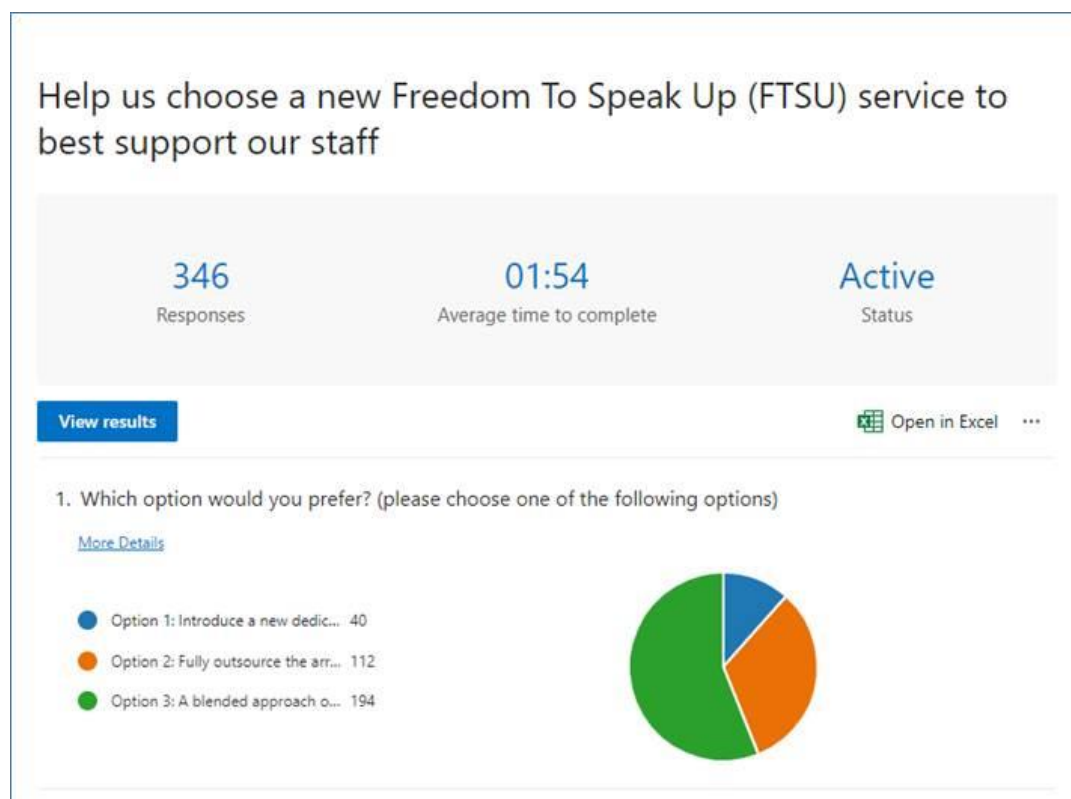 Help us choose a new Freedom To Speak Up (FTSU) service to
best support our staff
346
Responses
01:54
Average time to complete
Active
Status
View results
Open in Excel
...
1. Which option would you prefer? (please choose one of the following options)
More Details
Option 1: Introduce a new dedic... 40
Option 2: Fully outsource the arr... 112
Option 3: A blended approach o... 194